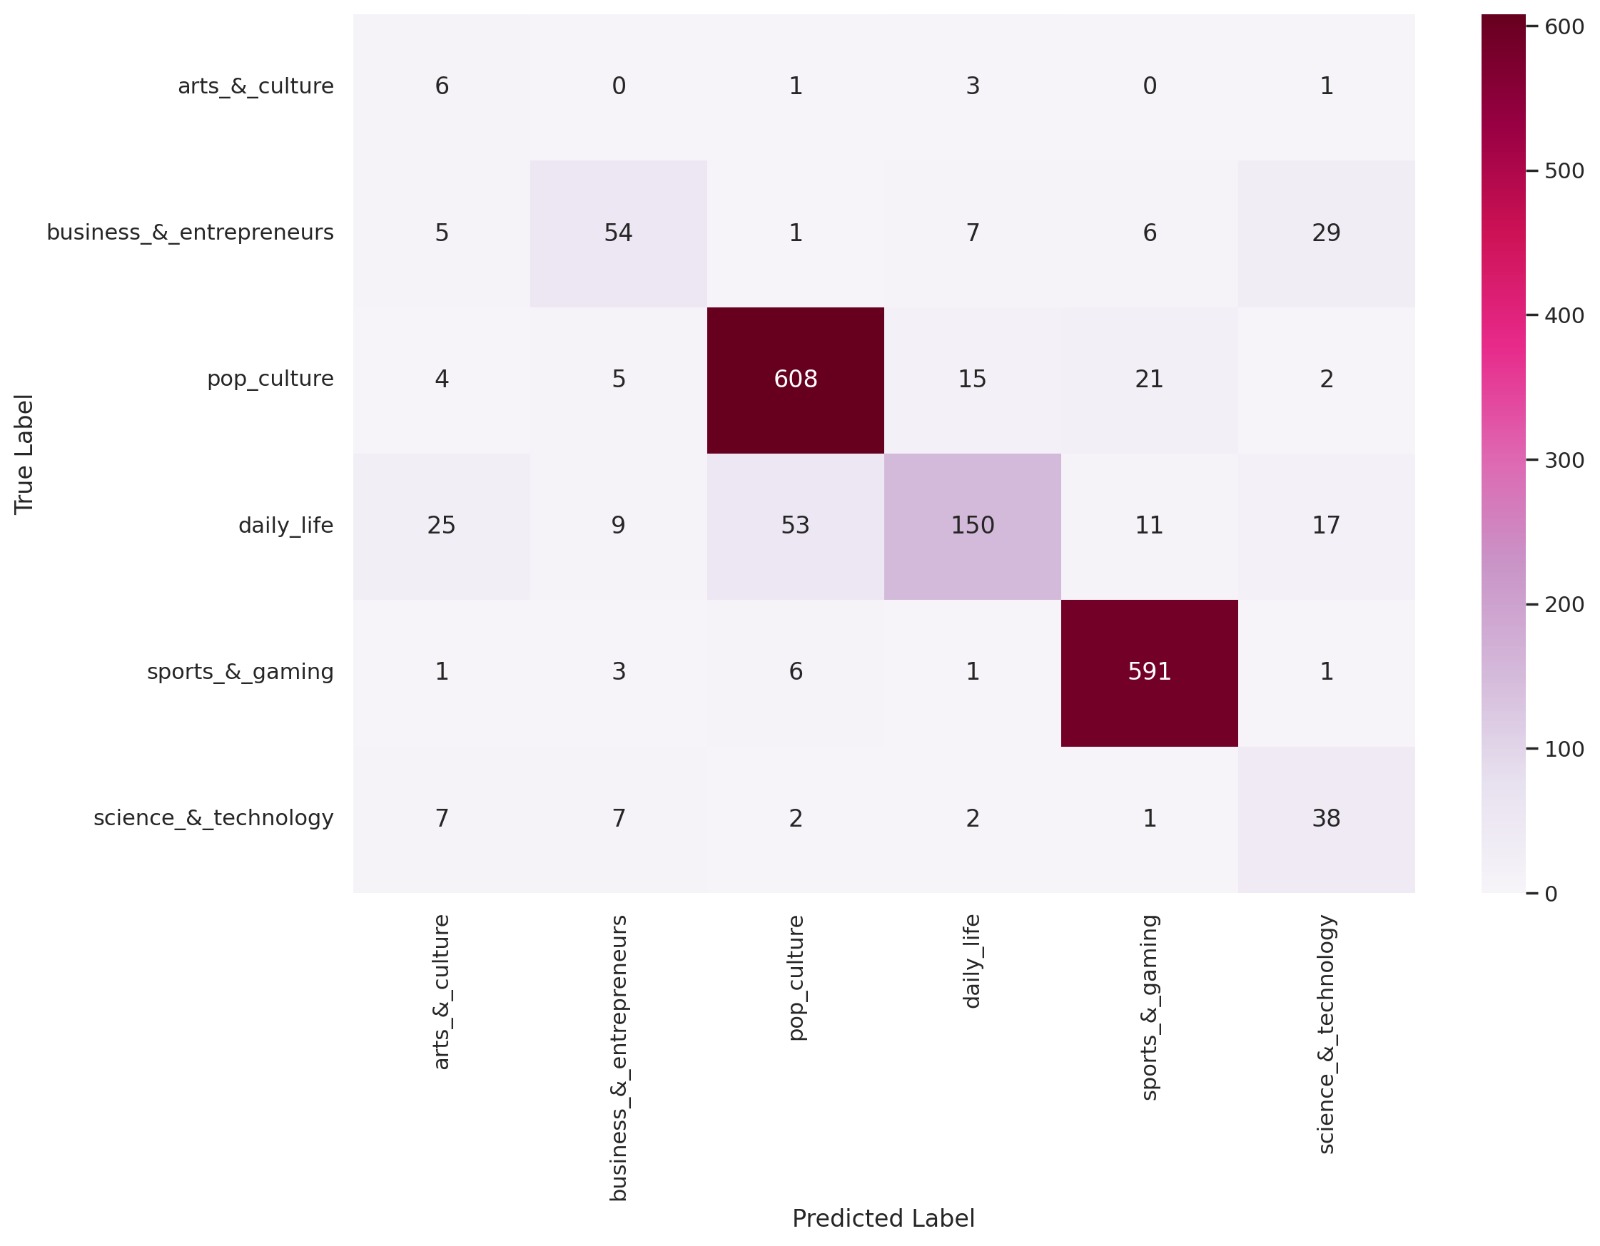 arts_&_culture 6 0 1 3 0 1
business_&_entrepreneurs 5 54 1 7 6 29
pop_culture 4 5 608 15 21 2
daily_life 25 9 53 150 11 17
sports_&_gaming 1 3 6 1 591 1
science_&_technology 7 7 2 2 1 38
True Label
arts_&_culture
business_&_entrepreneurs
pop_culture
daily_life
sports_&_gaming
science_&_technology
Predicted Label
600
500
400
300
200
100
0